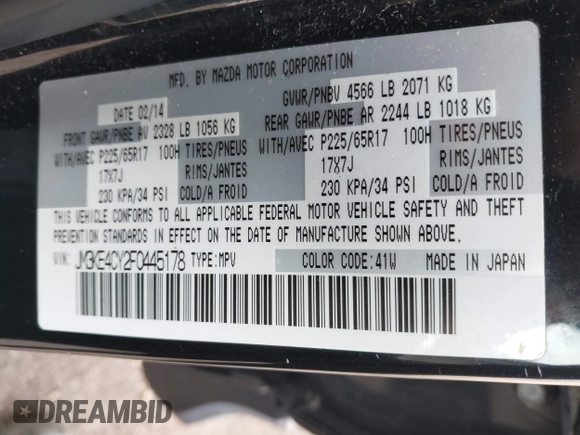 MFD. BY MAZDA MOTOR CORPORATION
DATE 02/14
GVWR/PNBV 4566 LB 2071 KG
FRONT GAWR/PNBE AV 2328 LB 1056 KG
REAR GAWR/PNBE AR 2244 LB 1018 KG
WITH/AVEC P225/65R17 100H TIRES/PNEUS
WITH/AVEC P225/65R17 100H TIRES/PNEUS
17X7J RIMS/JANTES
17X7J RIMS/JANTES
230 KPA/34 PSI COLD/A FROID
230 KPA/34 PSI COLD/A FROID
THIS VEHICLE CONFORMS TO ALL APPLICABLE FEDERAL MOTOR VEHICLE SAFETY AND THEFT
PREVENTION STANDARDS IN EFFECT ON THE DATE OF MANUFACTURE SHOWN ABOVE.
VIN: JM3KE4CY2F0445178 TYPE:MPV COLOR CODE:41W MADE IN JAPAN
DREAMBID